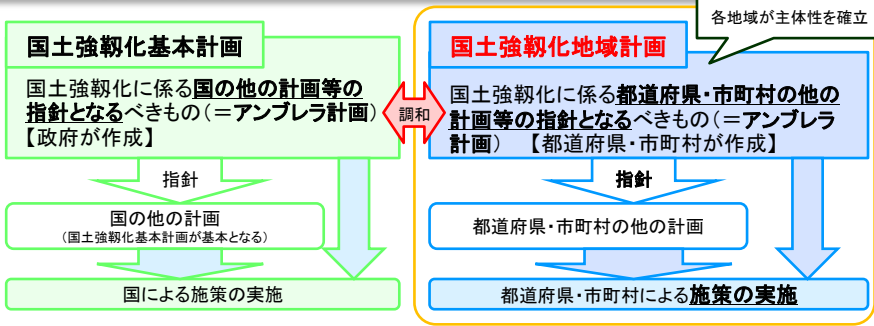 各地域が主体性を確立
国土強靱化基本計画
国土強靱化に係る国の他の計画等の
指針となるべきもの(=アンブレラ計画)
【政府が作成】
指針
国の他の計画
(国土強靱化基本計画が基本となる)
国による施策の実施
調和
国土強靱化地域計画
国土強靱化に係る都道府県・市町村の他の
計画等の指針となるべきもの(=アンブレラ
計画) 【都道府県・市町村が作成】
指針
都道府県・市町村の他の計画
都道府県・市町村による施策の実施